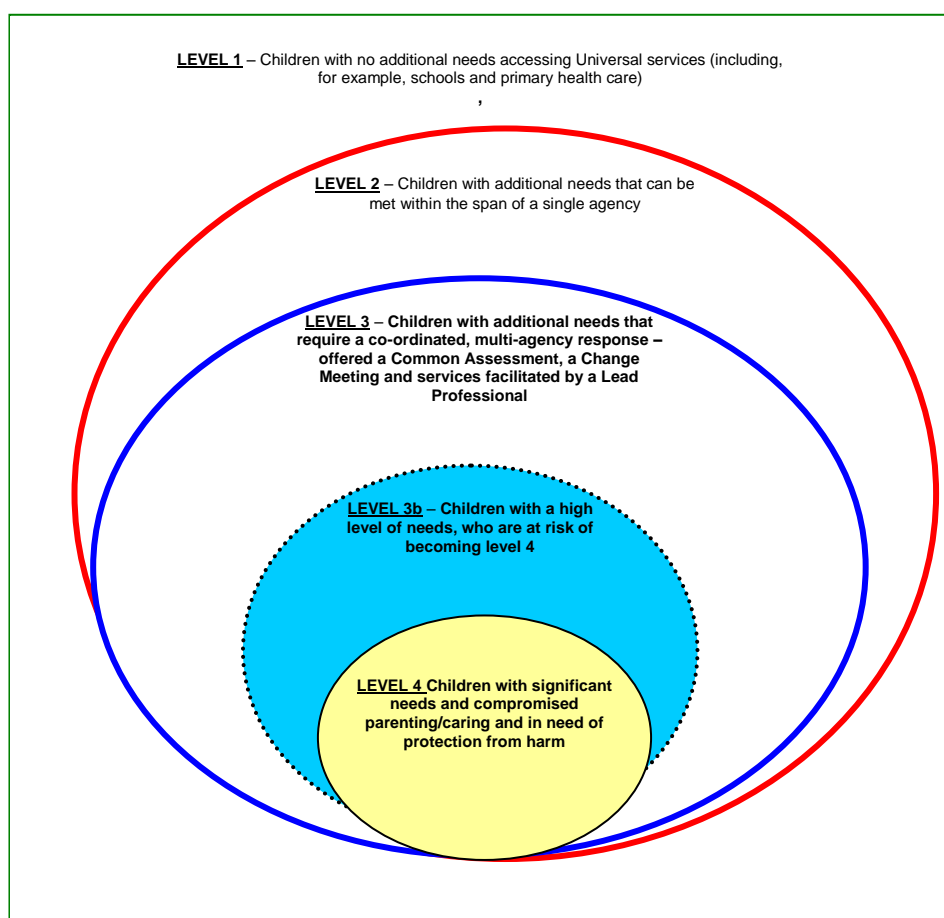 LEVEL 1 – Children with no additional needs accessing Universal services (including,
for example, schools and primary health care)
,
LEVEL 2 – Children with additional needs that can be
met within the span of a single agency
LEVEL 3 – Children with additional needs that
require a co-ordinated, multi-agency response –
offered a Common Assessment, a Change
Meeting and services facilitated by a Lead
Professional
LEVEL 3b – Children with a high
level of needs, who are at risk of
becoming level 4
LEVEL 4 Children with significant
needs and compromised
parenting/caring and in need of
protection from harm